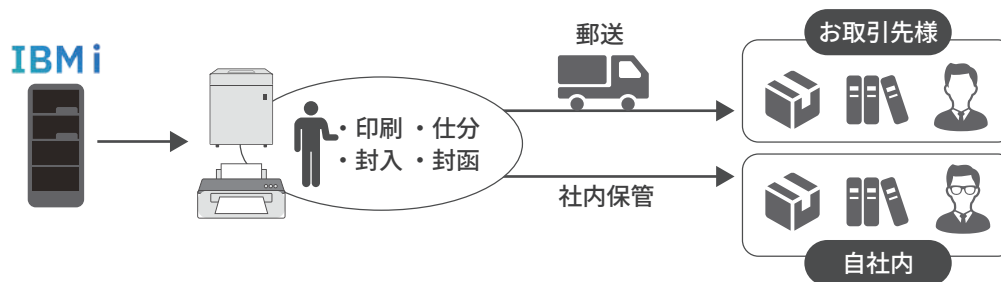 IBM i
・印刷 ・仕分
・封入 ・封函
郵送
社内保管
お取引先様
自社内